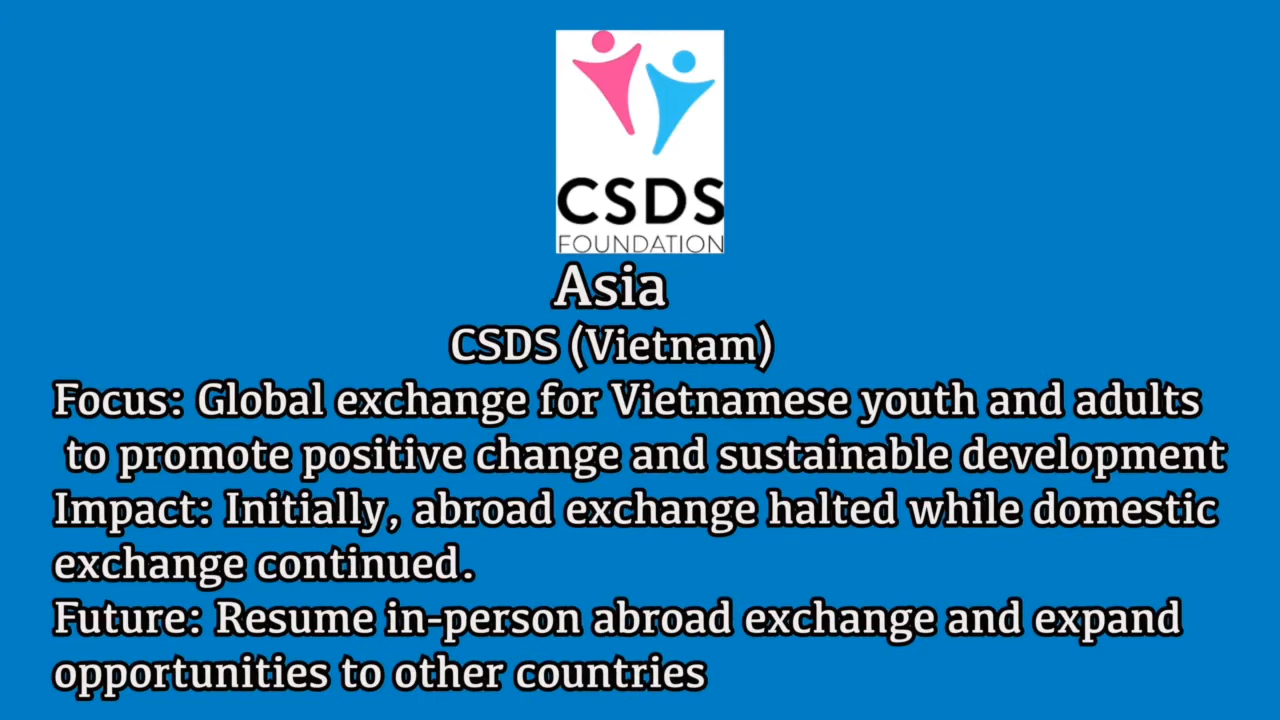 CSDS
FOUNDATION
Asia
CSDS (Vietnam)
Focus: Global exchange for Vietnamese youth and adults
to promote positive change and sustainable development
Impact: Initially, abroad exchange halted while domestic
exchange continued.
Future: Resume in-person abroad exchange and expand
opportunities to other countries